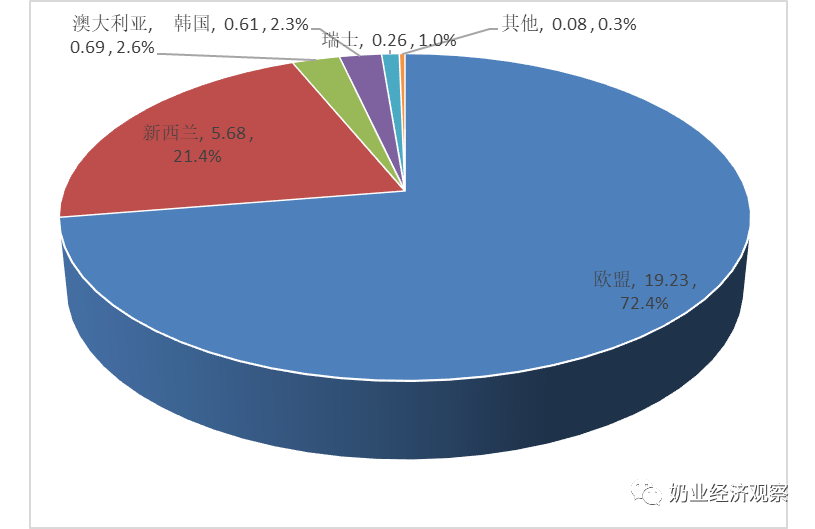 澳大利亚,
0.69 , 2.6%
韩国, 0.61 , 2.3%
瑞士, 0.26 , 1.0%
其他, 0.08 , 0.3%
新西兰, 5.68 ,
21.4%
欧盟, 19.23 ,
72.4%
奶业经济观察